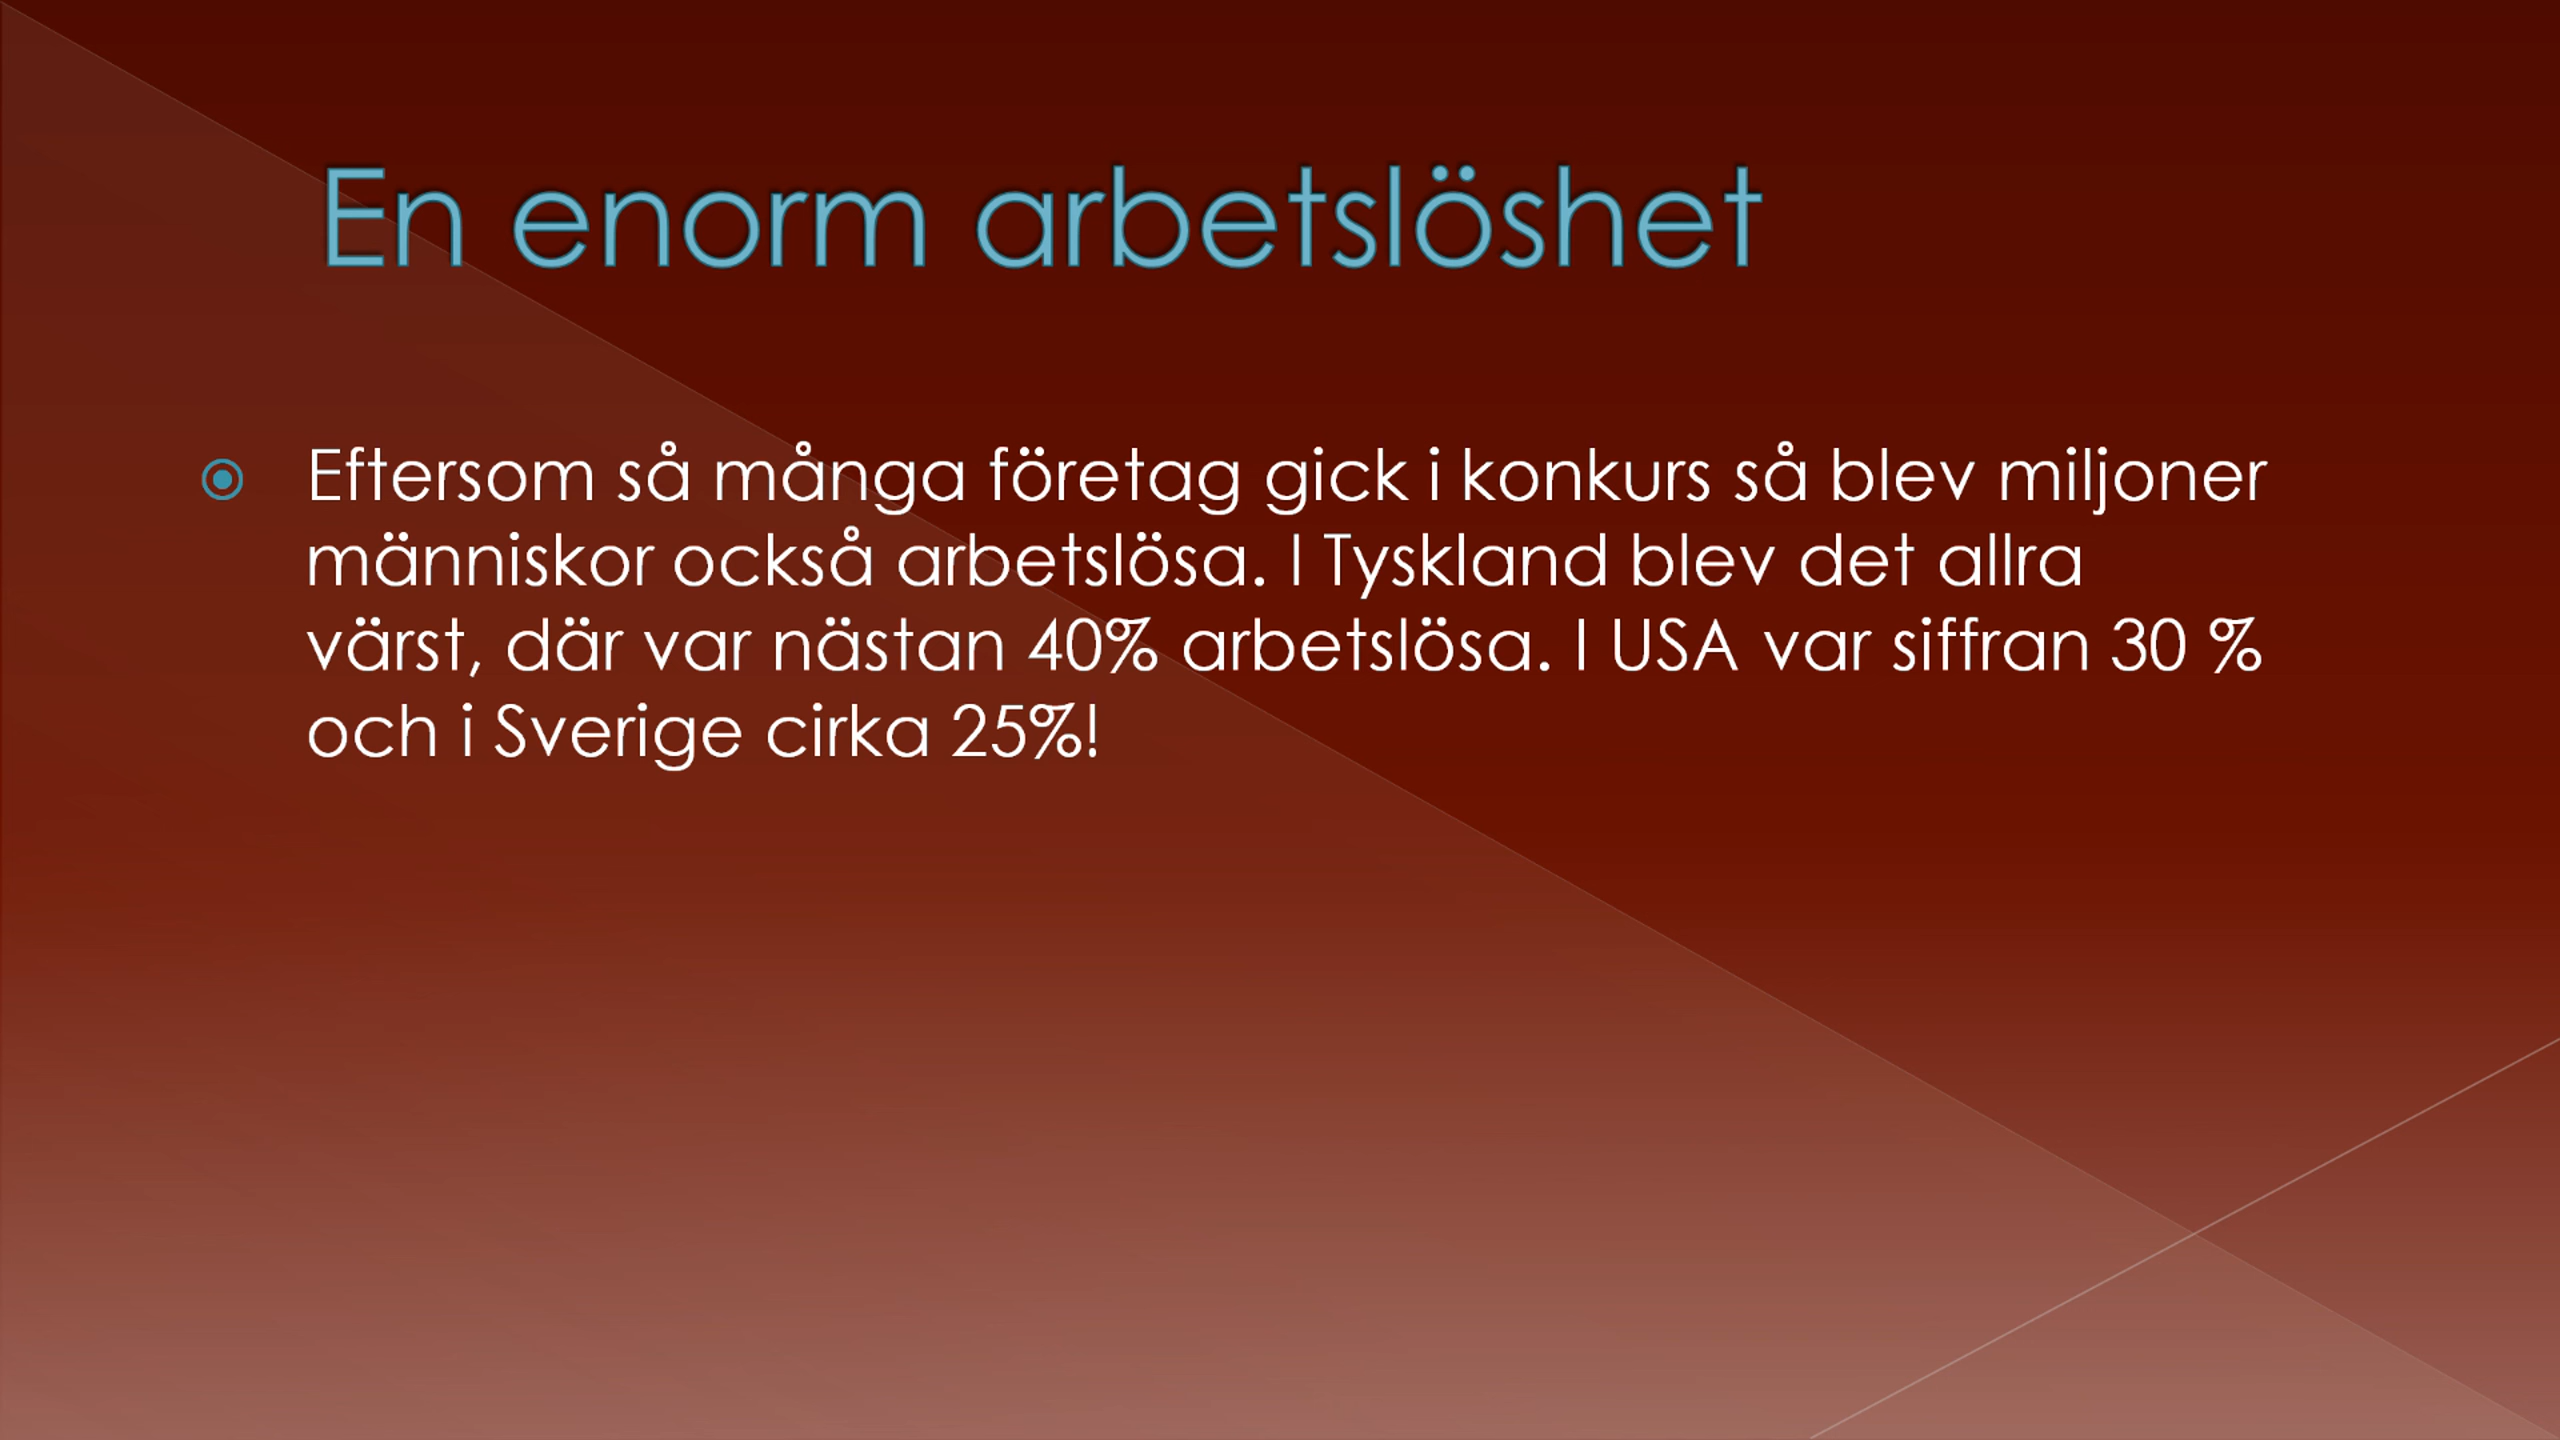 En enorm arbetslöshet
Eftersom så många företag gick i konkurs så blev miljoner
människor också arbetslösa. I Tyskland blev det allra
värst, där var nästan 40% arbetslösa. I USA var siffran 30 %
och i Sverige cirka 25%!